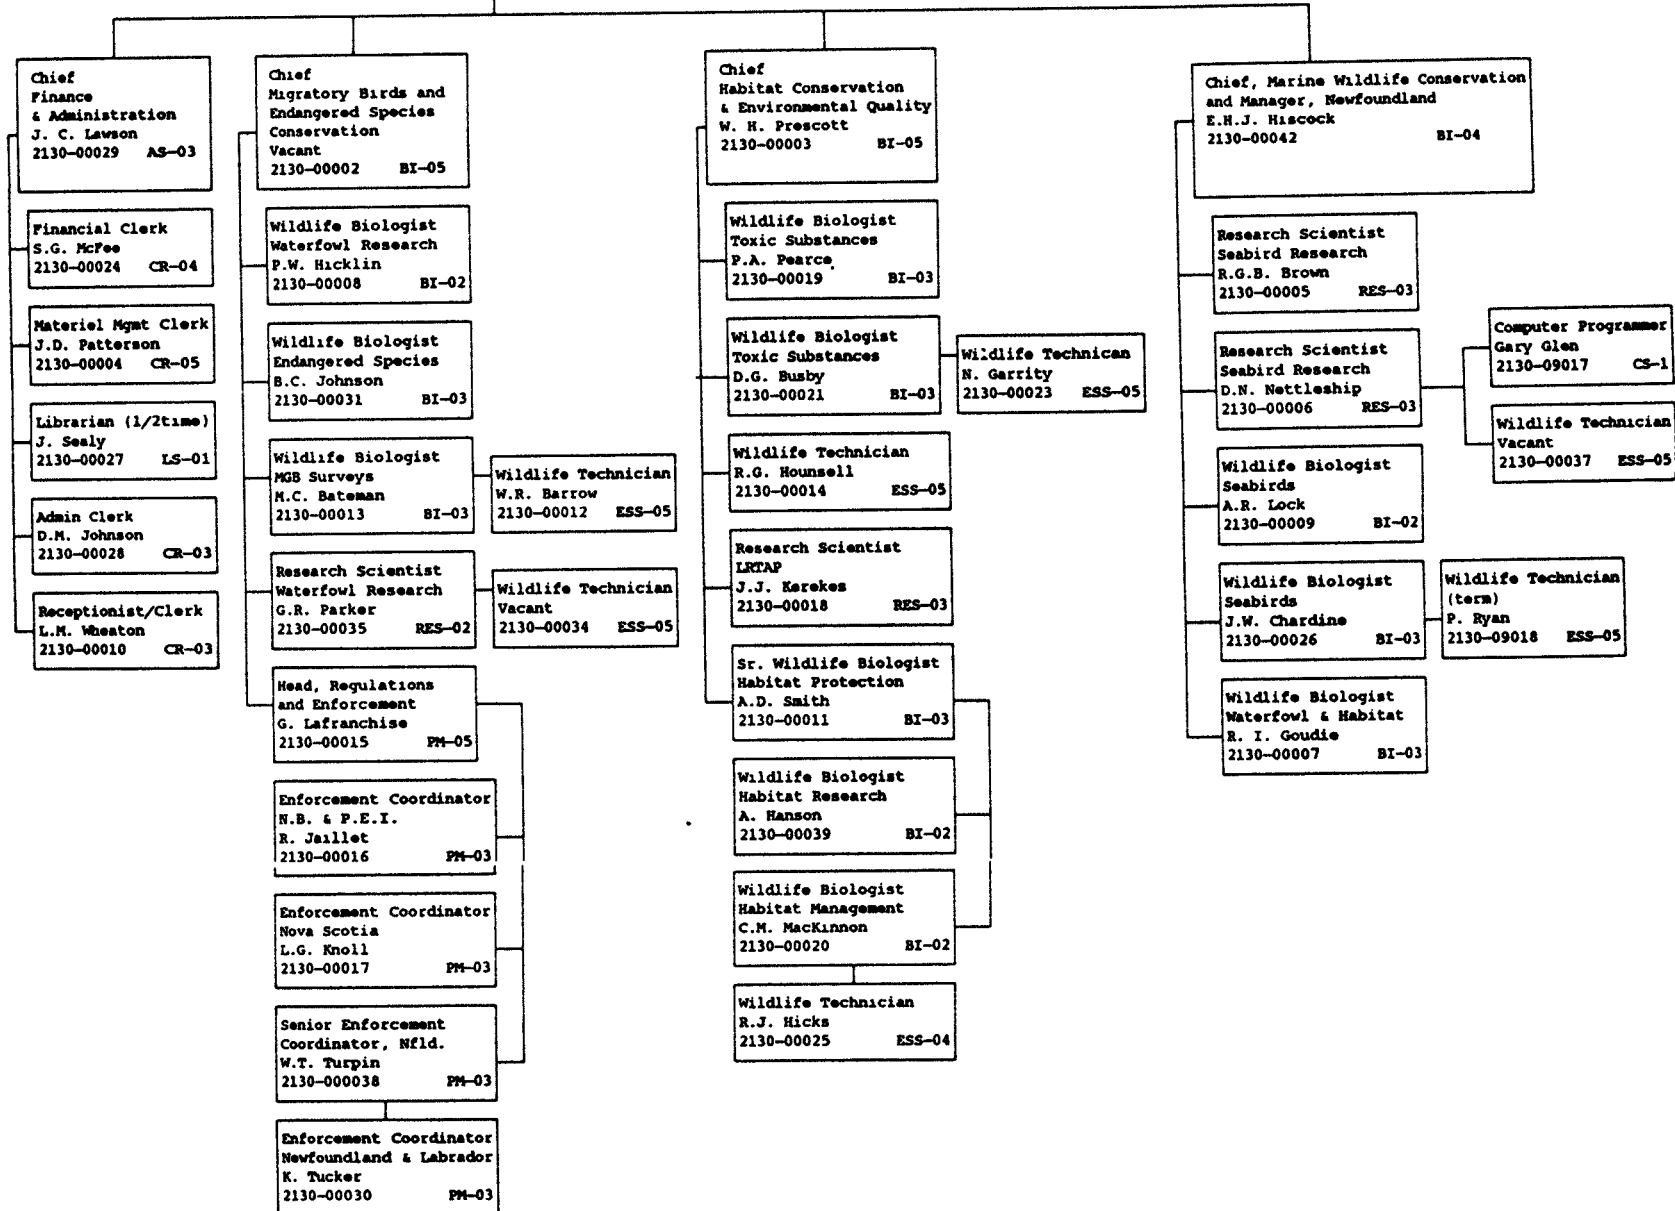 Chief
Finance
& Administration
J. C. Lawson
2130-00029 AS-03
Financial Clerk
S.G. McFee
2130-00024 CR-04
Materiel Mgmt Clerk
J.D. Patterson
2130-00004 CR-05
Librarian (1/2time)
J. Sealy
2130-00027 LS-01
Admin Clerk
D.M. Johnson
2130-00028 CR-03
Receptionist/Clerk
L.M. Wheaton
2130-00010 CR-03
Chief
Migratory Birds and
Endangered Species
Conservation
Vacant
2130-00002 BI-05
Wildlife Biologist
Waterfowl Research
P.W. Hicklin
2130-00008 BI-02
Wildlife Biologist
Endangered Species
B.C. Johnson
2130-00031 BI-03
Wildlife Biologist
MGB Surveys
M.C. Bateman
2130-00013 BI-03
Wildlife Technician
W.R. Barrow
2130-00012 ESS-05
Research Scientist
Waterfowl Research
G.R. Parker
2130-00035 RES-02
Wildlife Technician
Vacant
2130-00034 ESS-05
Head, Regulations
and Enforcement
G. Lafranchise
2130-00015 PM-05
Enforcement Coordinator
N.B. & P.E.I.
R. Jaillet
2130-00016 PM-03
Enforcement Coordinator
Nova Scotia
L.G. Knoll
2130-00017 PM-03
Senior Enforcement
Coordinator, Nfld.
W.T. Turpin
2130-000038 PM-03
Enforcement Coordinator
Newfoundland & Labrador
K. Tucker
2130-00030 PM-03
Chief
Habitat Conservation
& Environmental Quality
W. H. Prescott
2130-00003 BI-05
Wildlife Biologist
Toxic Substances
P.A. Pearce
2130-00019 BI-03
Wildlife Biologist
Toxic Substances
D.G. Busby
2130-00021 BI-03
Wildlife Technican
N. Garrity
2130-00023 ESS-05
Wildlife Technician
R.G. Hounsell
2130-00014 ESS-05
Research Scientist
LRTAP
J.J. Kerekes
2130-00018 RES-03
Sr. Wildlife Biologist
Habitat Protection
A.D. Smith
2130-00011 BI-03
Wildlife Biologist
Habitat Research
A. Hanson
2130-00039 BI-02
Wildlife Biologist
Habitat Management
C.M. MacKinnon
2130-00020 BI-02
Wildlife Technician
R.J. Hicks
2130-00025 ESS-04
Chief, Marine Wildlife Conservation
and Manager, Newfoundland
E.H.J. Hiscock
2130-00042 BI-04
Research Scientist
Seabird Research
R.G.B. Brown
2130-00005 RES-03
Research Scientist
Seabird Research
D.N. Nettleship
2130-00006 RES-03
Computer Programmer
Gary Glen
2130-09017 CS-1
Wildlife Technician
Vacant
2130-00037 ESS-05
Wildlife Biologist
Seabirds
A.R. Lock
2130-00009 BI-02
Wildlife Biologist
Seabirds
J.W. Chardine
2130-00026 BI-03
Wildlife Technician
(term)
P. Ryan
2130-09018 ESS-05
Wildlife Biologist
Waterfowl & Habitat
R. I. Goudie
2130-00007 BI-03